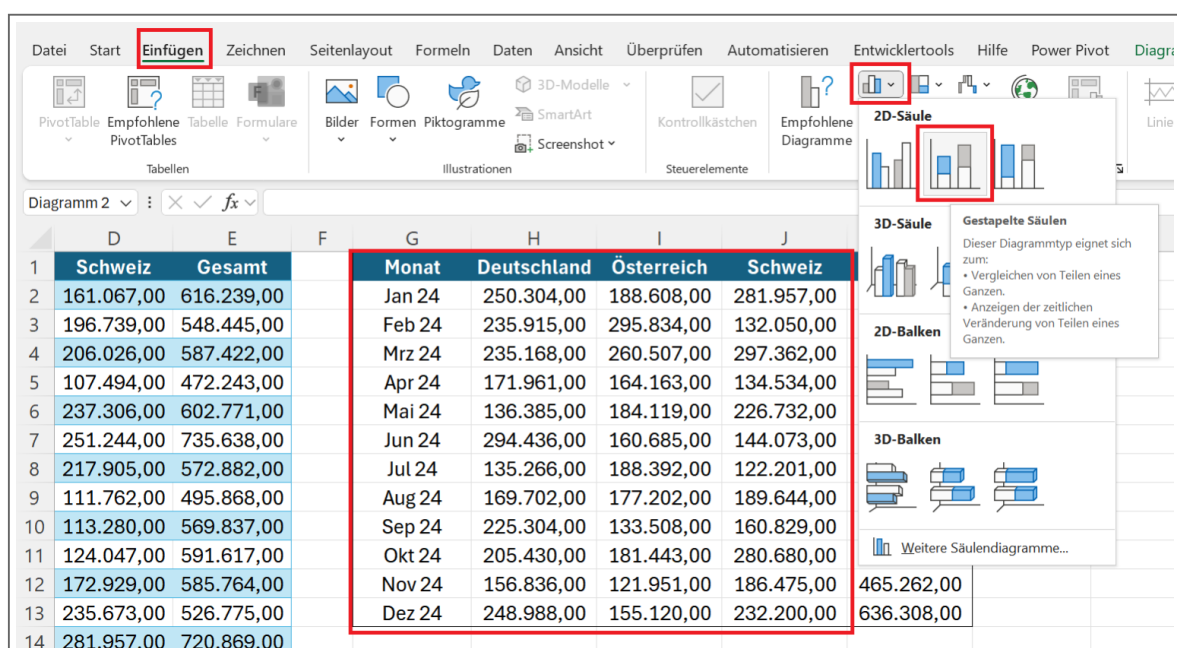 Datei Start Einfügen Zeichnen Seitenlayout Formeln Daten Ansicht Überprüfen Automatisieren Entwicklertools Hilfe Power Pivot Diagra
PivotTable
Empfohlene PivotTables
Tabelle
Formulare
Tabellen
Bilder
Formen
Piktogramme
3D-Modelle
SmartArt
Screenshot
Illustrationen
Kontrollkästchen
Steuerelemente
Empfohlene Diagramme
Linie
Diagramm 2
fx
2D-Säule
3D-Säule
Gestapelte Säulen
Dieser Diagrammtyp eignet sich
zum:
• Vergleichen von Teilen eines
Ganzen.
• Anzeigen der zeitlichen
Veränderung von Teilen eines
Ganzen.
2D-Balken
3D-Balken
Weitere Säulendiagramme...
D E F G H I J
1 Schweiz Gesamt Monat Deutschland Österreich Schweiz
2 161.067,00 616.239,00 Jan 24 250.304,00 188.608,00 281.957,00
3 196.739,00 548.445,00 Feb 24 235.915,00 295.834,00 132.050,00
4 206.026,00 587.422,00 Mrz 24 235.168,00 260.507,00 297.362,00
5 107.494,00 472.243,00 Apr 24 171.961,00 164.163,00 134.534,00
6 237.306,00 602.771,00 Mai 24 136.385,00 184.119,00 226.732,00
7 251.244,00 735.638,00 Jun 24 294.436,00 160.685,00 144.073,00
8 217.905,00 572.882,00 Jul 24 135.266,00 188.392,00 122.201,00
9 111.762,00 495.868,00 Aug 24 169.702,00 177.202,00 189.644,00
10 113.280,00 569.837,00 Sep 24 225.304,00 133.508,00 160.829,00
11 124.047,00 591.617,00 Okt 24 205.430,00 181.443,00 280.680,00
12 172.929,00 585.764,00 Nov 24 156.836,00 121.951,00 186.475,00 465.262,00
13 235.673,00 526.775,00 Dez 24 248.988,00 155.120,00 232.200,00 636.308,00
14 281.957,00 720.869,00